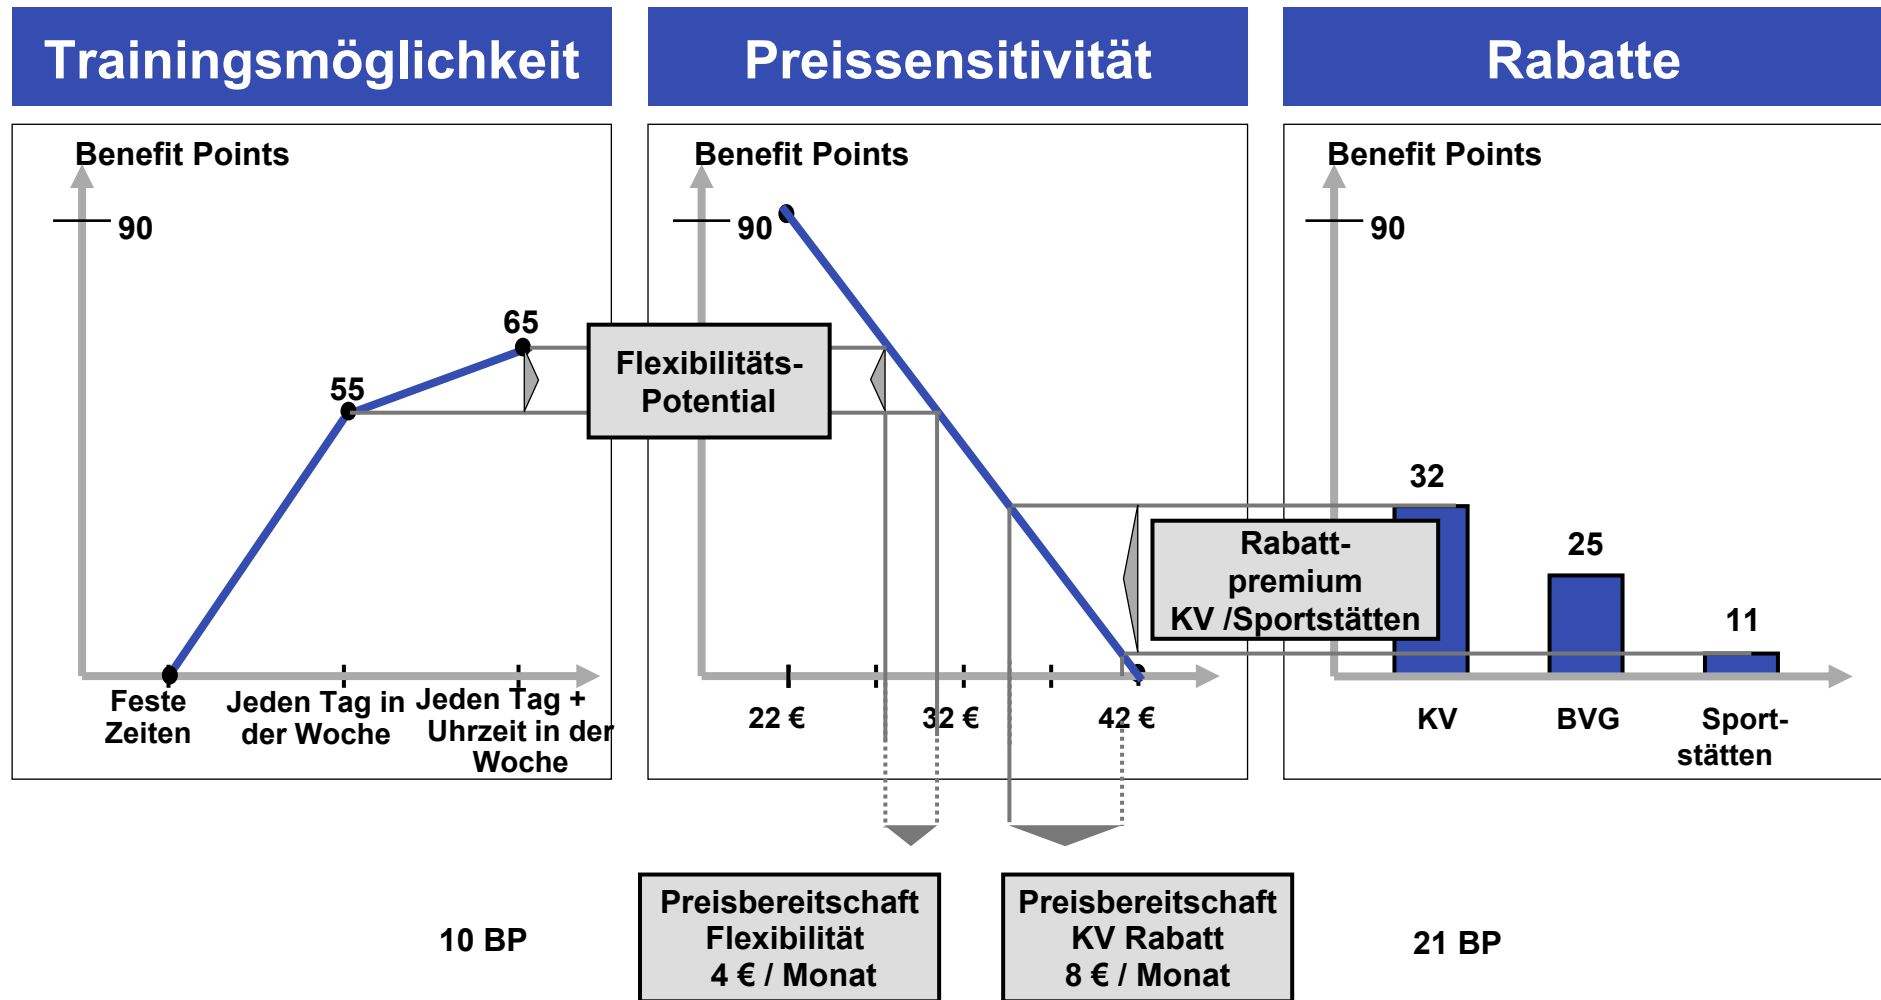 Trainingsmöglichkeit
Benefit Points
90
65
55
Feste
Zeiten
Jeden Tag in
der Woche
Jeden Tag +
Uhrzeit in der
Woche
Preissensitivität
Benefit Points
90
Flexibilitäts-
Potential
22 €
32 €
42 €
Rabatte
Benefit Points
90
32
25
11
Rabatt-
premium
KV /Sportstätten
KV
BVG
Sport-
stätten
10 BP
Preisbereitschaft
Flexibilität
4 € / Monat
Preisbereitschaft
KV Rabatt
8 € / Monat
21 BP